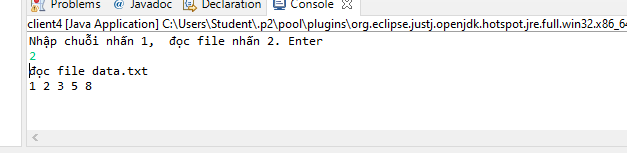 Problems @ Javadoc Declaration Console
client4 [Java Application] C:\Users\Student\.p2\pool\plugins\org.eclipse.justj.openjdk.hotspot.jre.full.win32.x86_64
Nhập chuỗi nhấn 1,  đọc file nhấn 2. Enter
2
đọc file data.txt
1 2 3 5 8